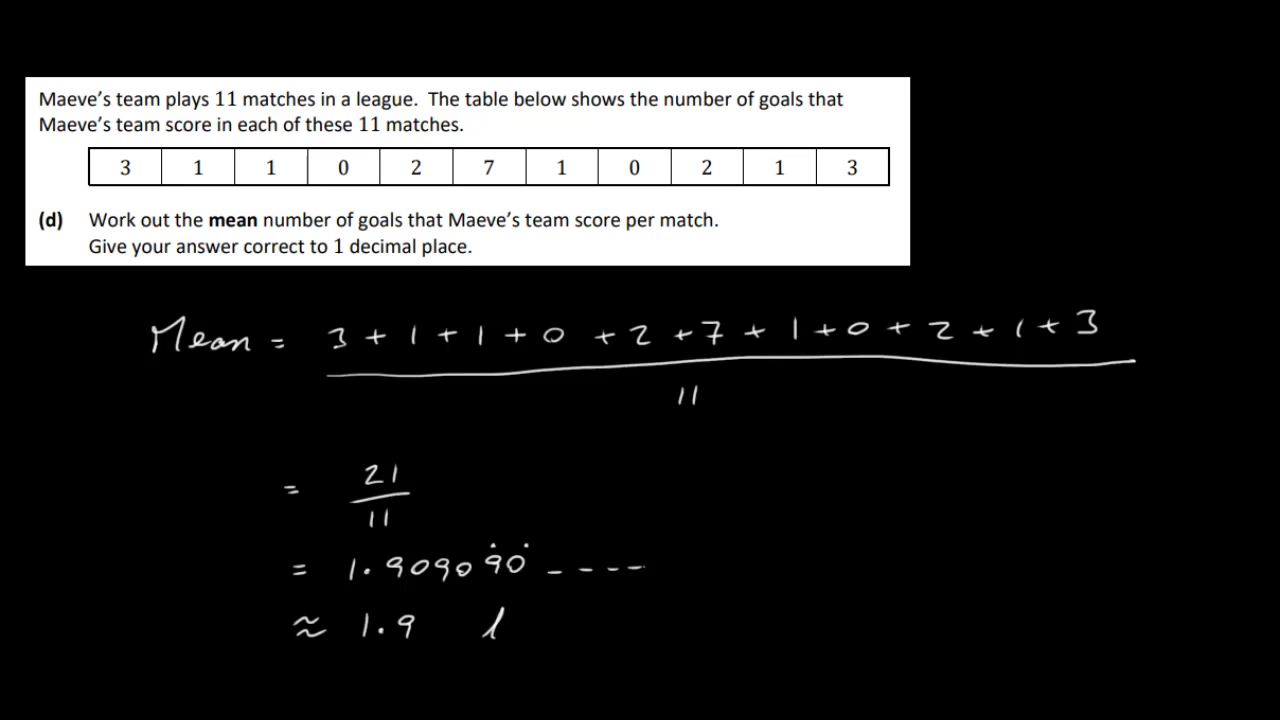 Maeve's team plays 11 matches in a league. The table below shows the number of goals that
Maeve's team score in each of these 11 matches.
3 1 1 0 2 7 1 0 2 1 3
(d) Work out the mean number of goals that Maeve's team score per match.
Give your answer correct to 1 decimal place.
Mean = 3 + 1 + 1 + 0 + 2 + 7 + 1 + 0 + 2 + 1 + 3
11
= 21
11
= 1.90909̇0̇ ----
≈ 1.9